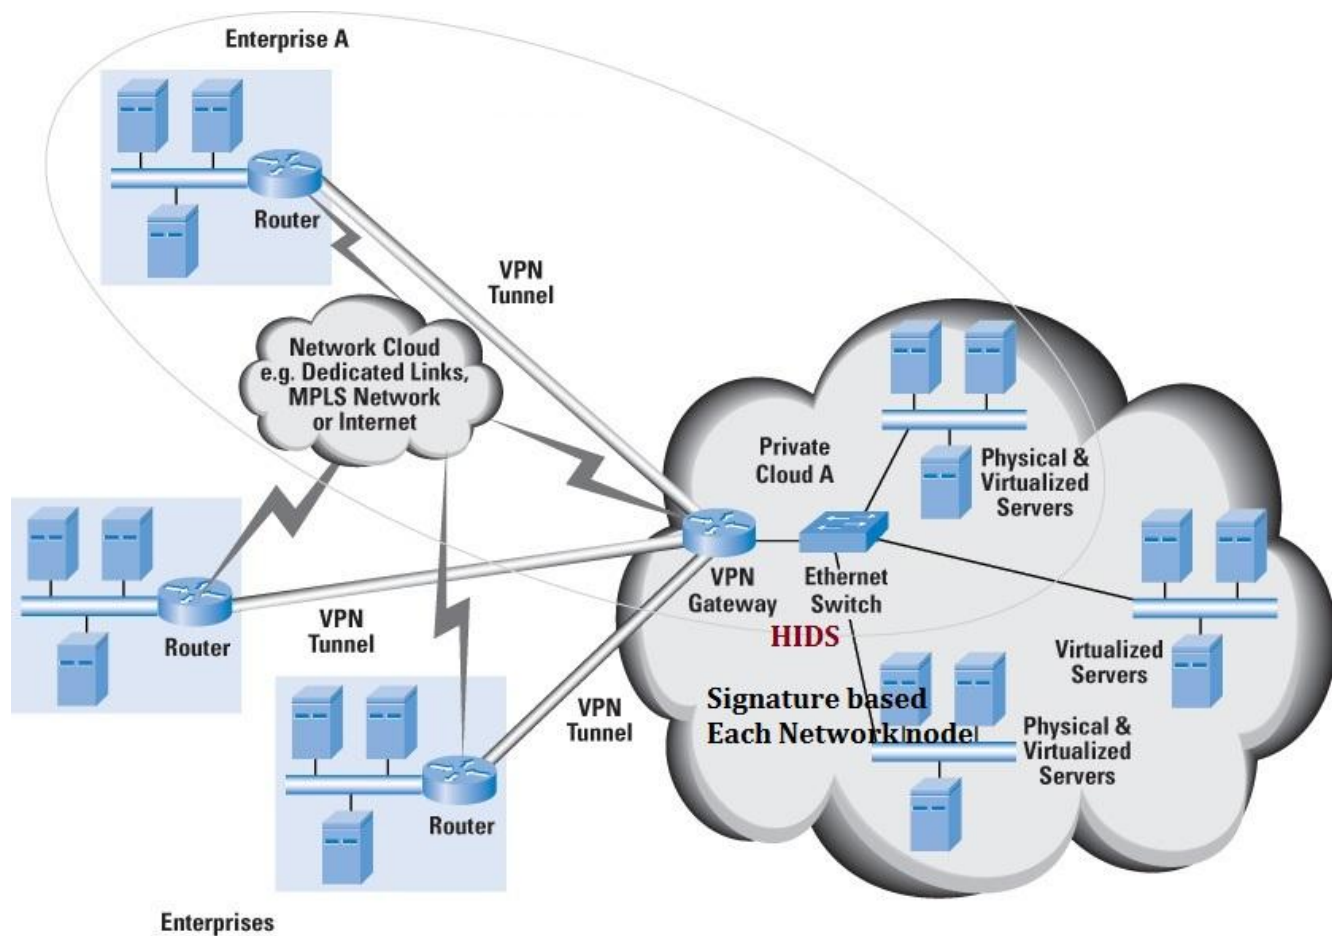 Enterprise A
Router
VPN
Tunnel
Network Cloud
e.g. Dedicated Links,
MPLS Network
or Internet
Private
Cloud A
Physical &
Virtualized
Servers
VPN
Gateway
Ethernet
Switch
HIDS
Router
VPN
Tunnel
Virtualized
Servers
Signature based
Each Network node
VPN
Tunnel
Physical &
Virtualized
Servers
Router
Enterprises